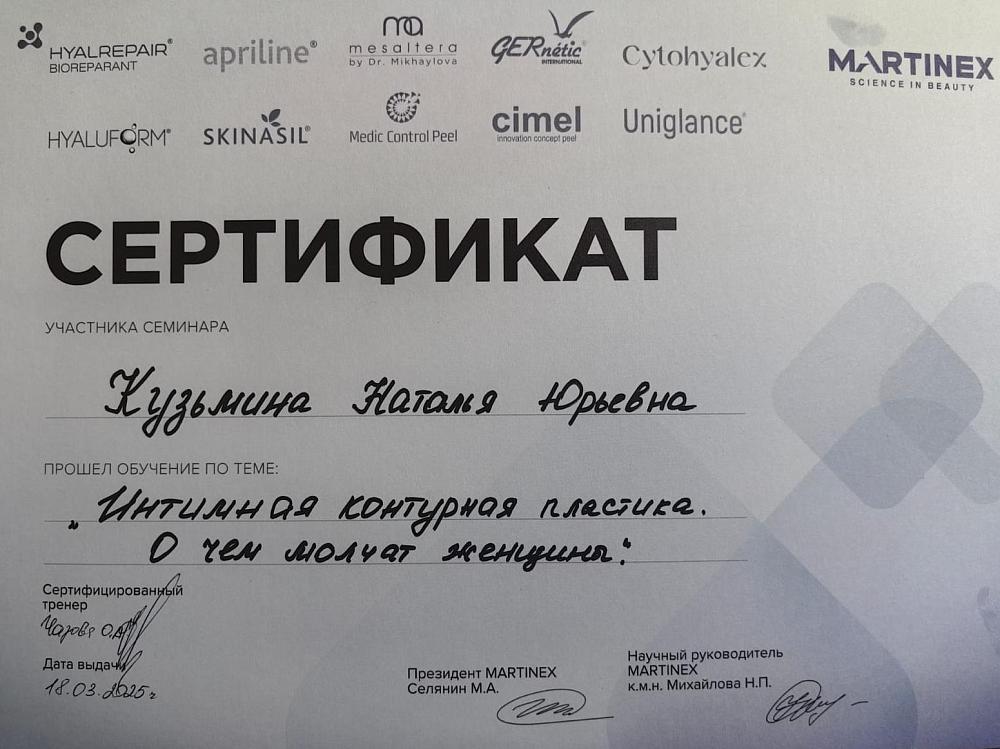 HYALREPAIR®
BIOREPARANT
apriline®
ma
mesaltera
by Dr. Mikhaylova
GERnétic
INTERNATIONAL
Cytohyalex
MARTINEX
SCIENCE IN BEAUTY
HYALUFORM®
SKINASIL®
Medic Control Peel
cimel
innovation concept peel
Uniglance®
СЕРТИФИКАТ
УЧАСТНИКА СЕМИНАРА
Кузьмина Наталья Юрьевна
ПРОШЕЛ ОБУЧЕНИЕ ПО ТЕМЕ:
„Интимная контурная пластика.
О чем молчат женщины".
Сертифицированный
тренер
Дата выдачи
18.03.2025г
Президент MARTINEX
Селянин М.А.
Научный руководитель
MARTINEX
к.м.н. Михайлова Н.П.